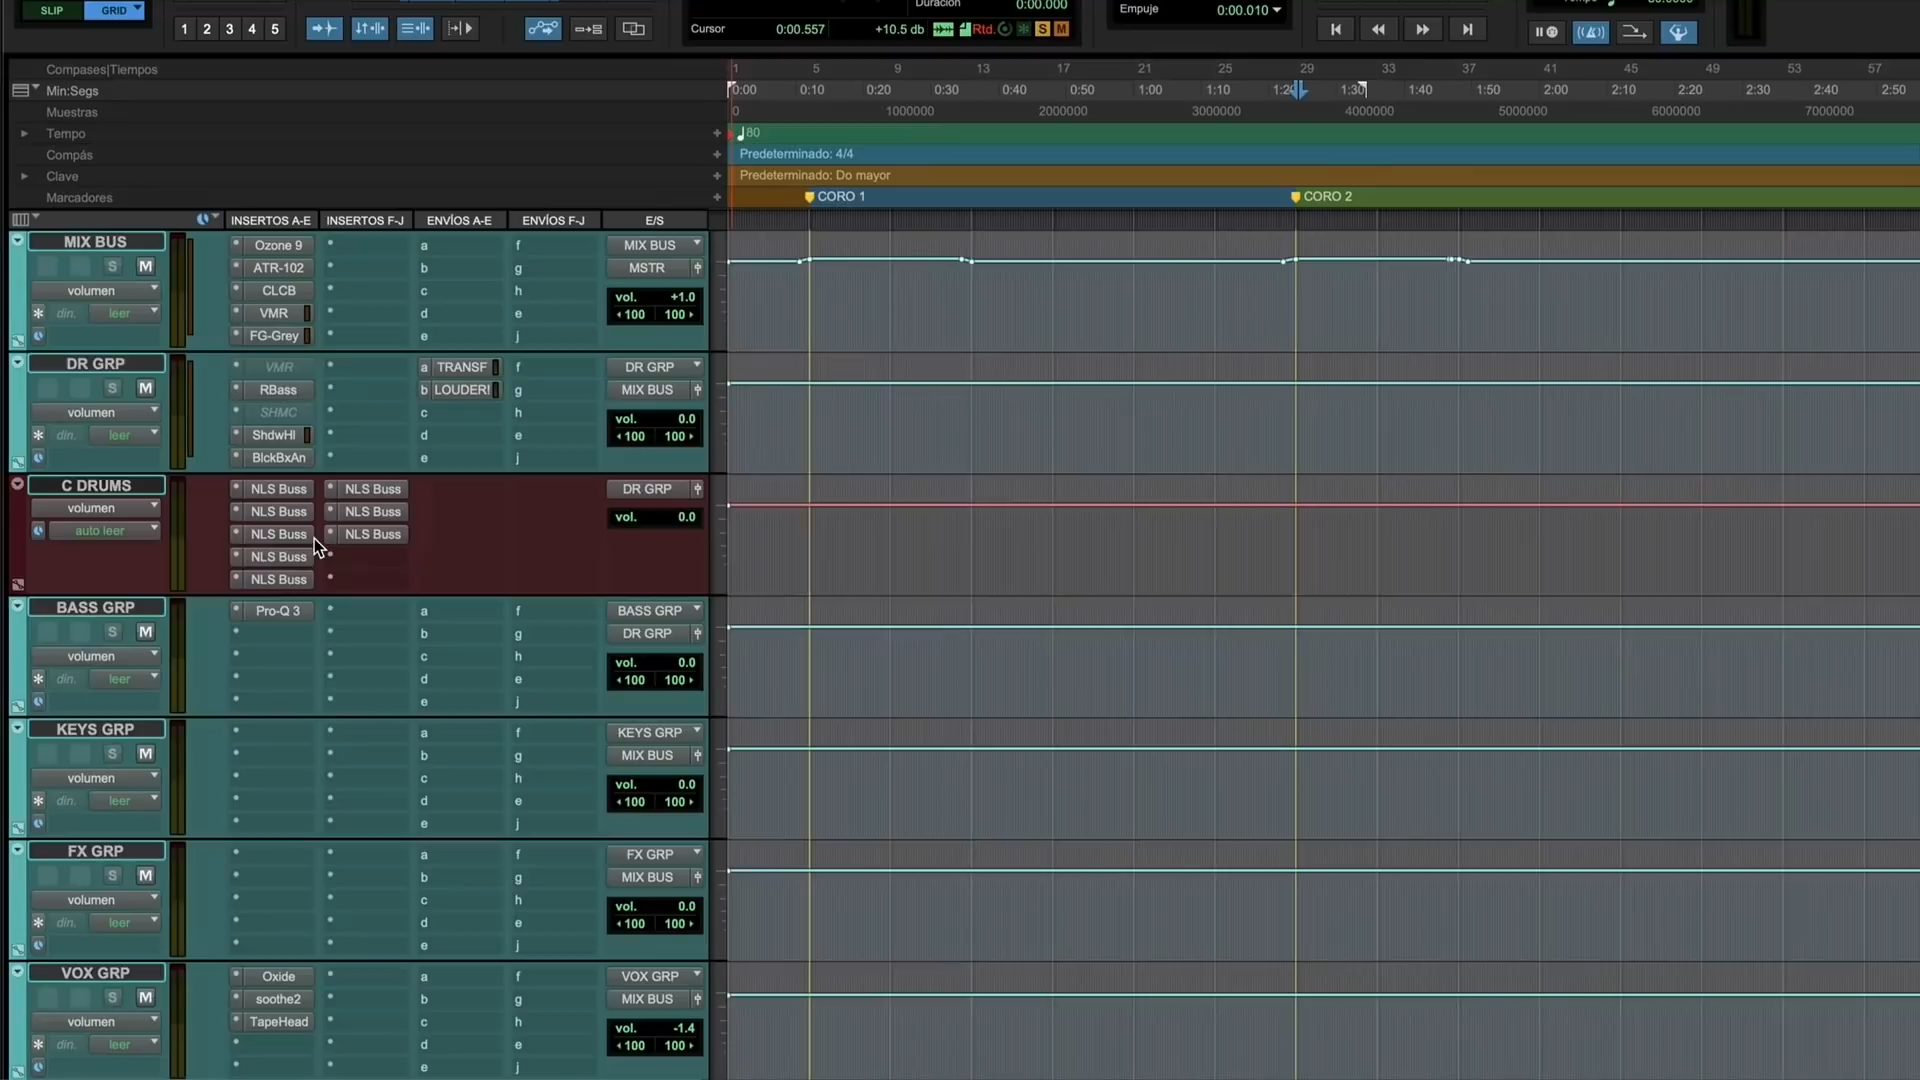 SLIP
GRID
1 2 3 4 5
Duración 0:00.000
Cursor 0:00.557 +10.5 db Rtd. S M
Empuje 0:00.010
Compases|Tiempos
1 5 9 13 17 21 25 29 33 37 41 45 49 53 57
Min:Segs
0:00 0:10 0:20 0:30 0:40 0:50 1:00 1:10 1:20 1:30 1:40 1:50 2:00 2:10 2:20 2:30 2:40 2:50
Muestras
0 1000000 2000000 3000000 4000000 5000000 6000000 7000000
Tempo
80
Compás
Predeterminado: 4/4
Clave
Predeterminado: Do mayor
Marcadores
CORO 1
CORO 2
INSERTOS A-E INSERTOS F-J ENVÍOS A-E ENVÍOS F-J E/S
MIX BUS Ozone 9 a f MIX BUS
S M ATR-102 b g MSTR
volumen CLCB c h vol. +1.0
din. leer VMR d e 100 100
FG-Grey e j
DR GRP VMR a TRANSF f DR GRP
S M RBass b LOUDER! g MIX BUS
volumen SHMC c h vol. 0.0
din. leer ShdwHl d e 100 100
BlckBxAn e j
C DRUMS NLS Buss NLS Buss DR GRP
volumen NLS Buss NLS Buss vol. 0.0
auto leer NLS Buss NLS Buss
NLS Buss
NLS Buss
BASS GRP Pro-Q 3 a f BASS GRP
S M b g DR GRP
volumen c h vol. 0.0
din. leer d e 100 100
e j
KEYS GRP a f KEYS GRP
S M b g MIX BUS
volumen c h vol. 0.0
din. leer d e 100 100
e j
FX GRP a f FX GRP
S M b g MIX BUS
volumen c h vol. 0.0
din. leer d e 100 100
e j
VOX GRP Oxide a f VOX GRP
S M soothe2 b g MIX BUS
volumen TapeHead c h vol. -1.4
din. leer d e 100 100
e j